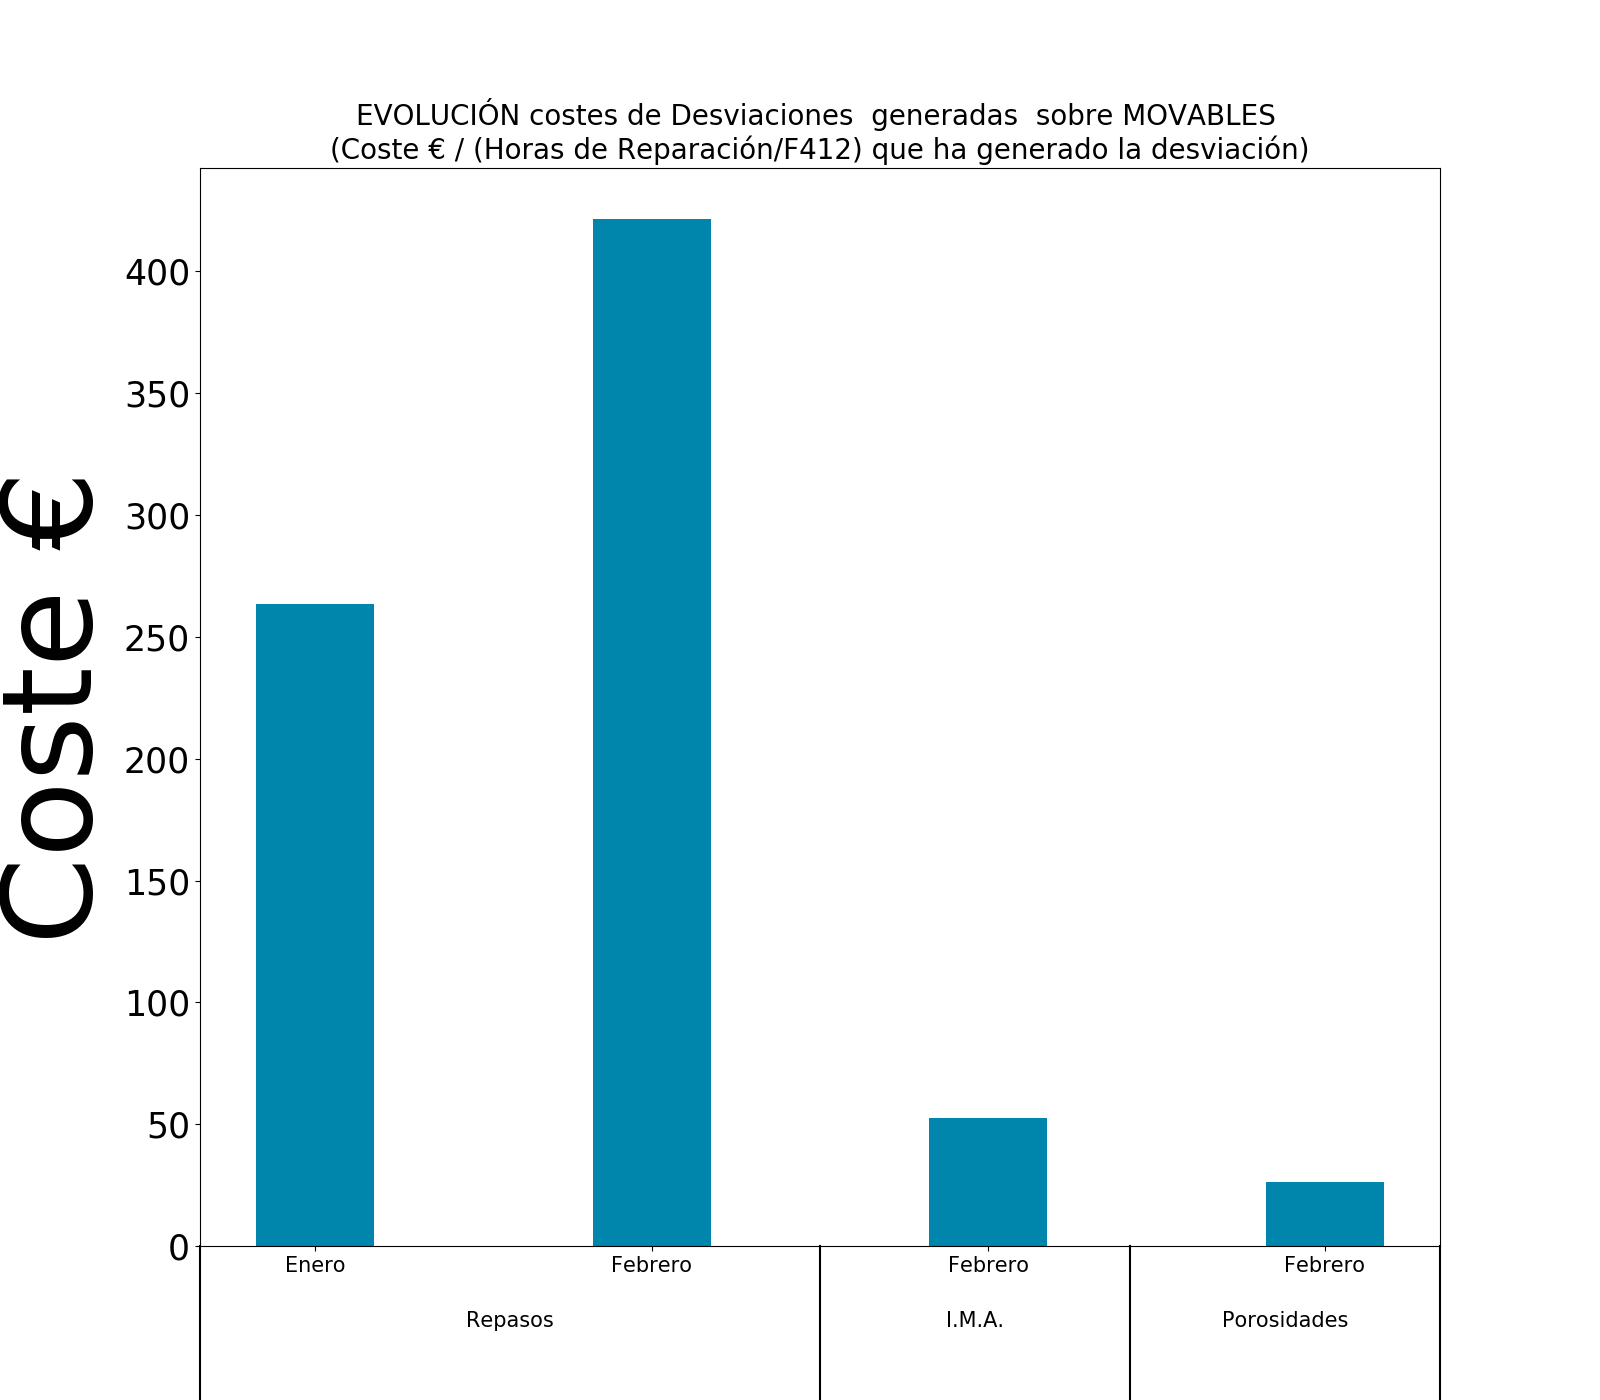 EVOLUCIÓN costes de Desviaciones  generadas  sobre MOVABLES
(Coste € / (Horas de Reparación/F412) que ha generado la desviación)
Coste €
400
350
300
250
200
150
100
50
0
Enero Febrero Febrero Febrero
Repasos I.M.A. Porosidades